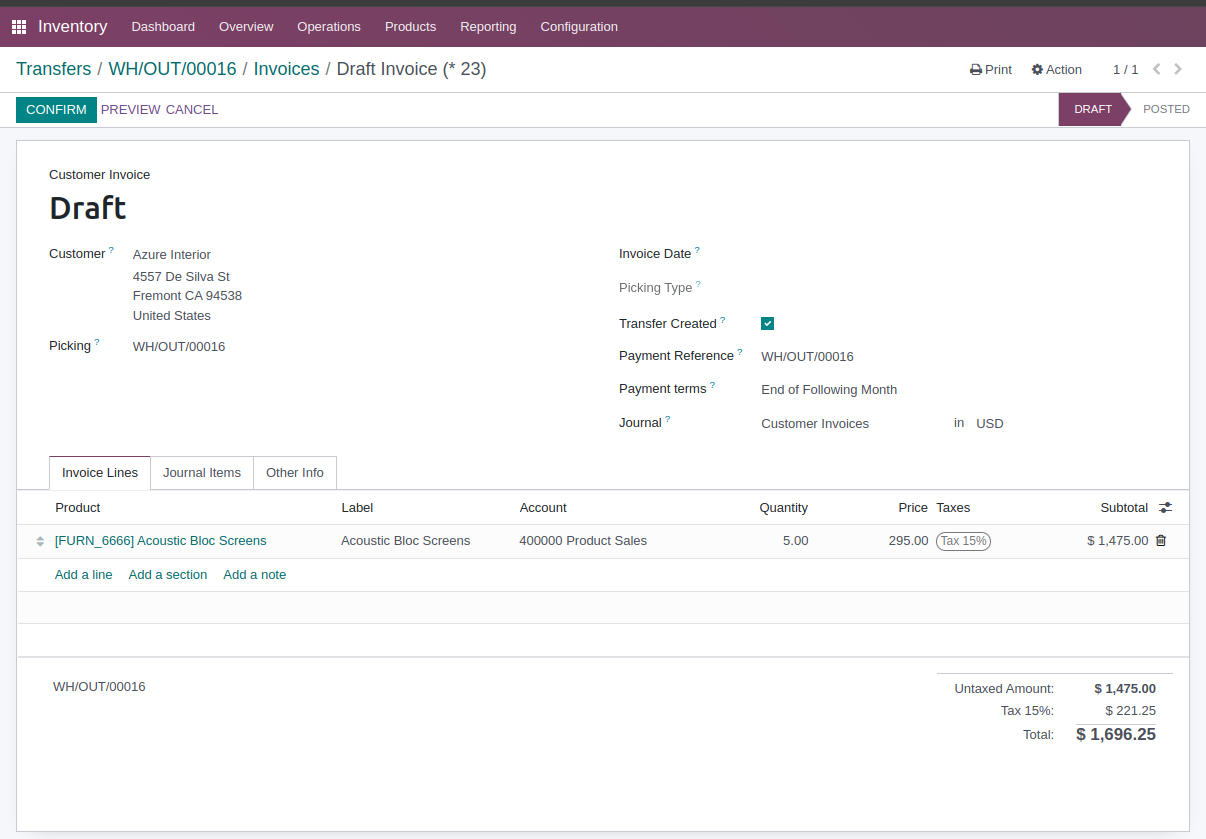 Inventory Dashboard Overview Operations Products Reporting Configuration
Transfers / WH/OUT/00016 / Invoices / Draft Invoice (* 23) Print Action 1 / 1
CONFIRM PREVIEW CANCEL DRAFT POSTED
Customer Invoice
Draft
Customer ? Azure Interior
4557 De Silva St
Fremont CA 94538
United States
Picking ? WH/OUT/00016
Invoice Date ?
Picking Type ?
Transfer Created ?
Payment Reference ? WH/OUT/00016
Payment terms ? End of Following Month
Journal ? Customer Invoices in USD
Invoice Lines Journal Items Other Info
Product Label Account Quantity Price Taxes Subtotal
[FURN_6666] Acoustic Bloc Screens Acoustic Bloc Screens 400000 Product Sales 5.00 295.00 Tax 15% $ 1,475.00
Add a line Add a section Add a note
WH/OUT/00016
Untaxed Amount: $ 1,475.00
Tax 15%: $ 221.25
Total: $ 1,696.25